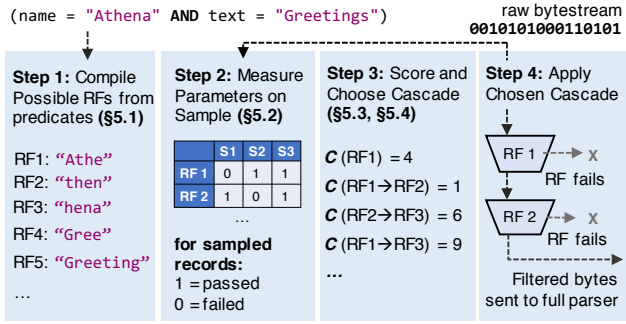 (name = "Athena" AND text = "Greetings")
raw bytestream
0010101000110101
Step 1: Compile
Possible RFs from
predicates (§5.1)
RF1: “Athe”
RF2: “then”
RF3: “hena”
RF4: “Gree”
RF5: “Greeting”
…
Step 2: Measure
Parameters on
Sample (§5.2)
S1 S2 S3
RF 1 0 1 1
RF 2 1 0 1
…
for sampled
records:
1 = passed
0 = failed
Step 3: Score and
Choose Cascade
(§5.3, §5.4)
C (RF1) = 4
C (RF1→RF2) = 1
C (RF2→RF3) = 6
C (RF1→RF3) = 9
…
Step 4: Apply
Chosen Cascade
RF 1 X
RF fails
RF 2 X
RF fails
Filtered bytes
sent to full parser